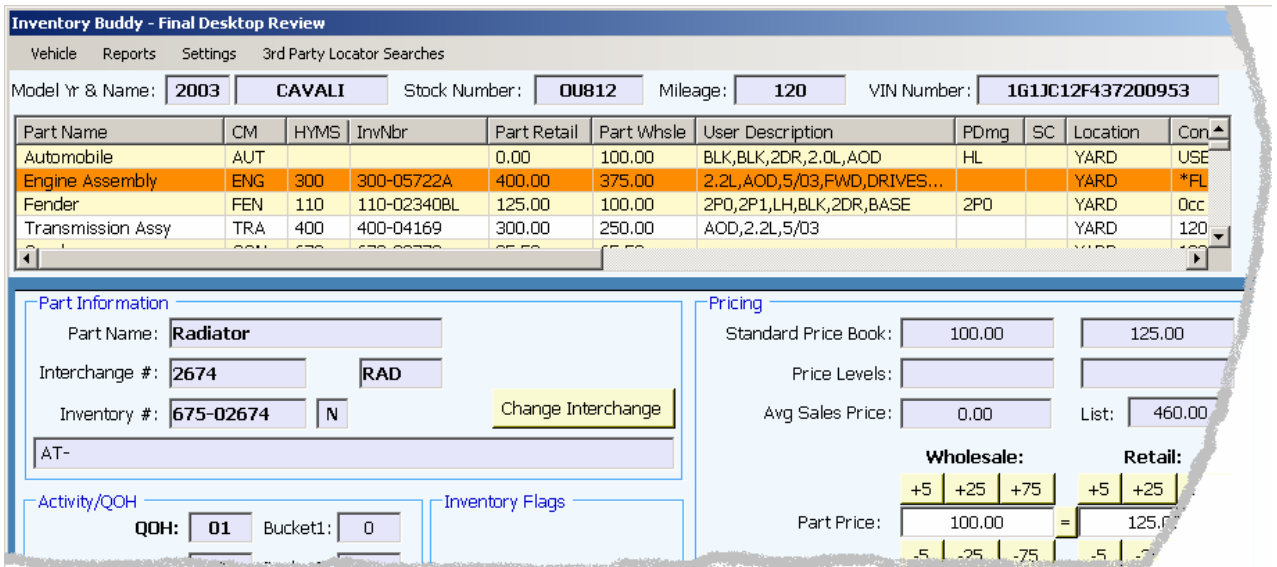 Inventory Buddy - Final Desktop Review
Vehicle Reports Settings 3rd Party Locator Searches
Model Yr & Name: 2003 CAVALI Stock Number: OU812 Mileage: 120 VIN Number: 1G1JC12F437200953
Part Name CM HYMS InvNbr Part Retail Part Whsle User Description PDmg SC Location Con
Automobile AUT 0.00 100.00 BLK,BLK,2DR,2.0L,AOD HL YARD USE
Engine Assembly ENG 300 300-05722A 400.00 375.00 2.2L,AOD,5/03,FWD,DRIVES... YARD *FL
Fender FEN 110 110-02340BL 125.00 100.00 2P0,2P1,LH,BLK,2DR,BASE 2P0 YARD 0cc
Transmission Assy TRA 400 400-04169 300.00 250.00 AOD,2.2L,5/03 YARD 120
Part Information Pricing
Part Name: Radiator Standard Price Book: 100.00 125.00
Interchange #: 2674 RAD Price Levels:
Inventory #: 675-02674 N Change Interchange Avg Sales Price: 0.00 List: 460.00
AT-
Wholesale: Retail:
+5 +25 +75 +5 +25
Activity/QOH Inventory Flags
QOH: 01 Bucket1: 0 Part Price: 100.00 = 125.0
-5 -25 -75 -5